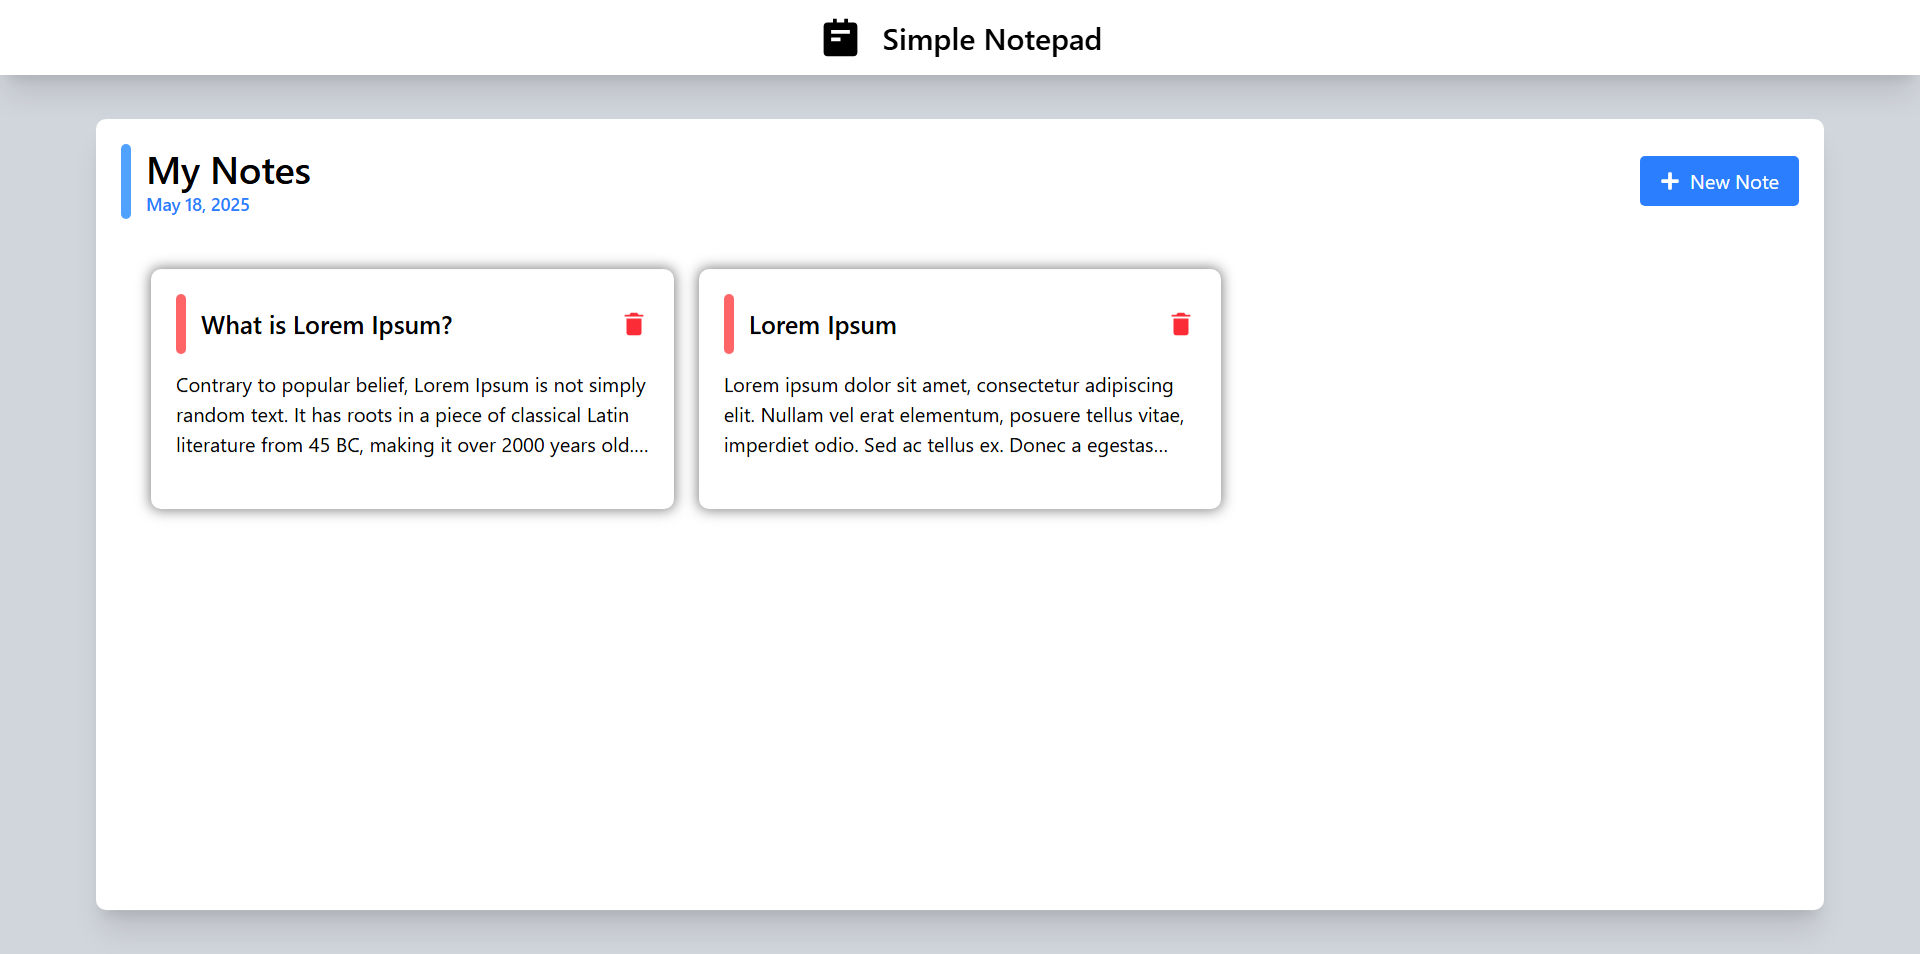 Simple Notepad
My Notes
May 18, 2025
New Note
What is Lorem Ipsum?
Contrary to popular belief, Lorem Ipsum is not simply
random text. It has roots in a piece of classical Latin
literature from 45 BC, making it over 2000 years old....
Lorem Ipsum
Lorem ipsum dolor sit amet, consectetur adipiscing
elit. Nullam vel erat elementum, posuere tellus vitae,
imperdiet odio. Sed ac tellus ex. Donec a egestas...